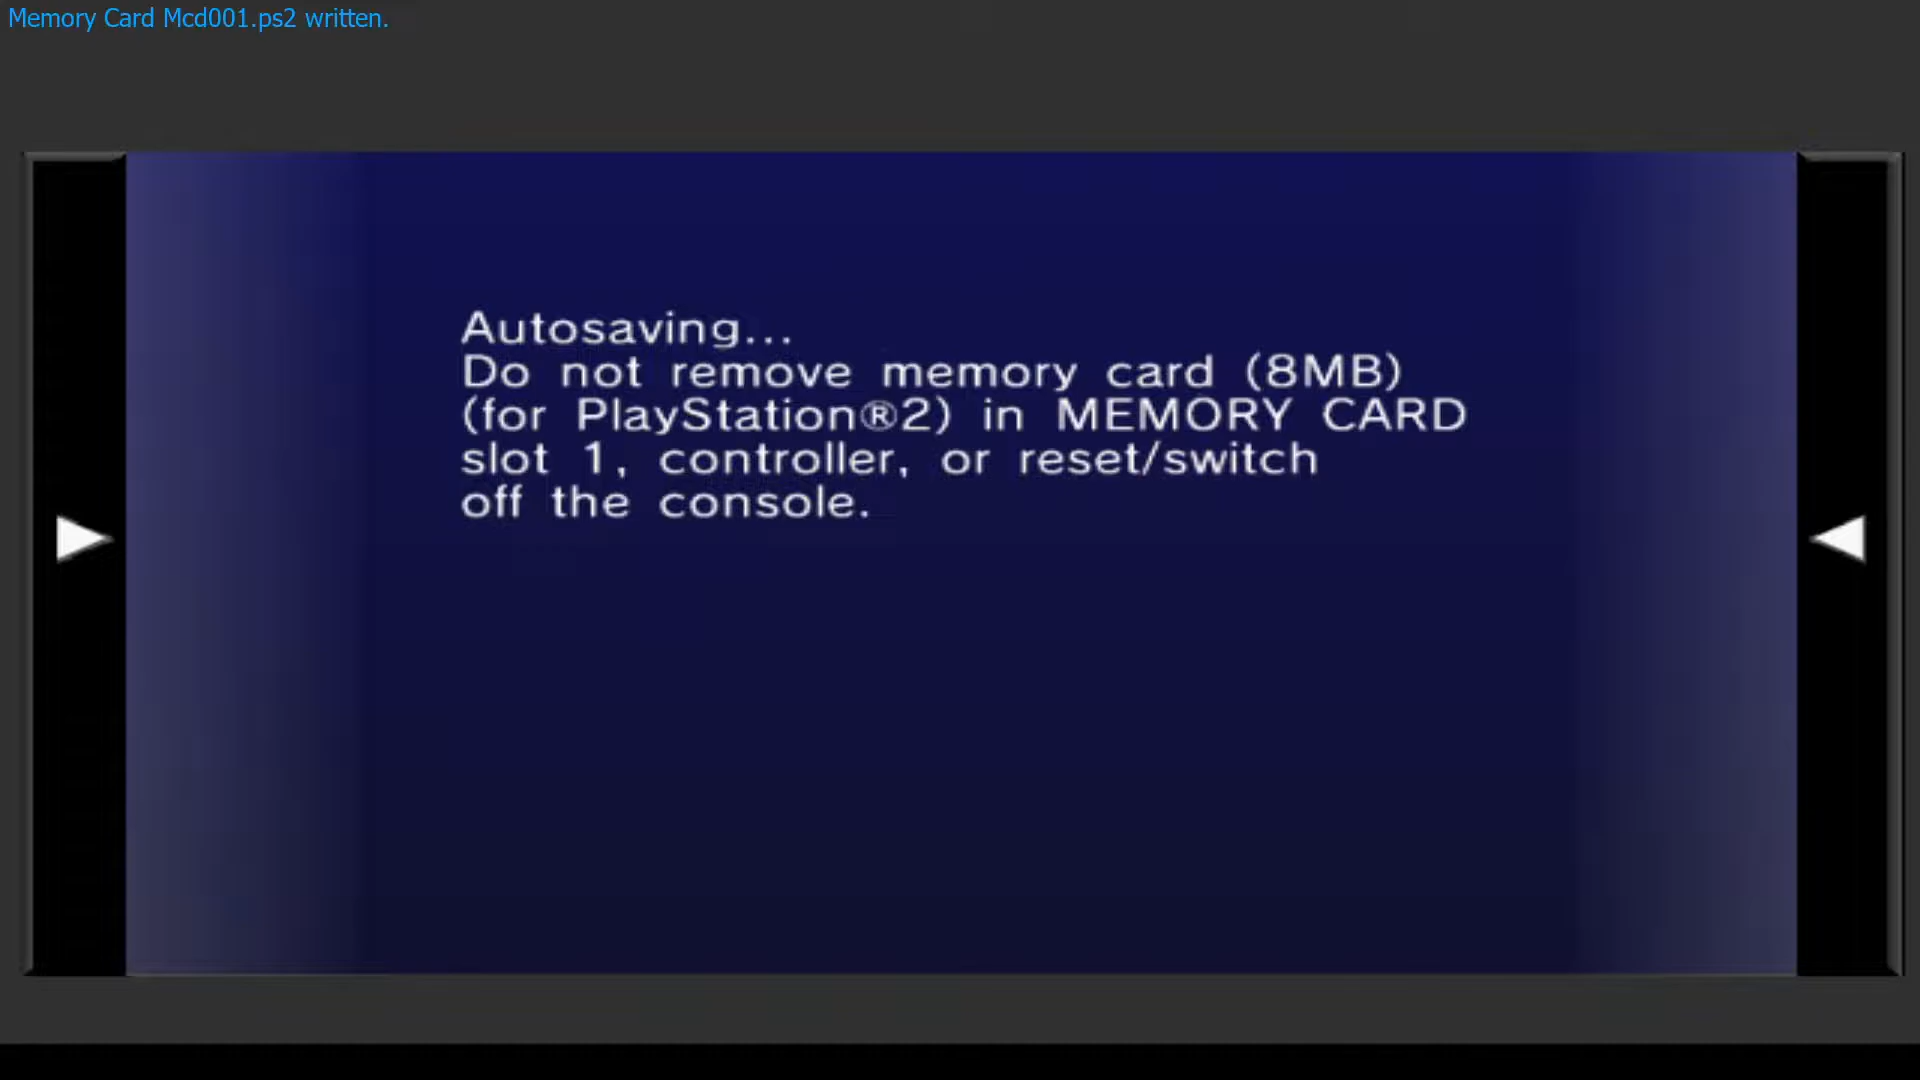 Memory Card Mcd001.ps2 written.
Autosaving...
Do not remove memory card (8MB)
(for PlayStation®2) in MEMORY CARD
slot 1, controller, or reset/switch
off the console.